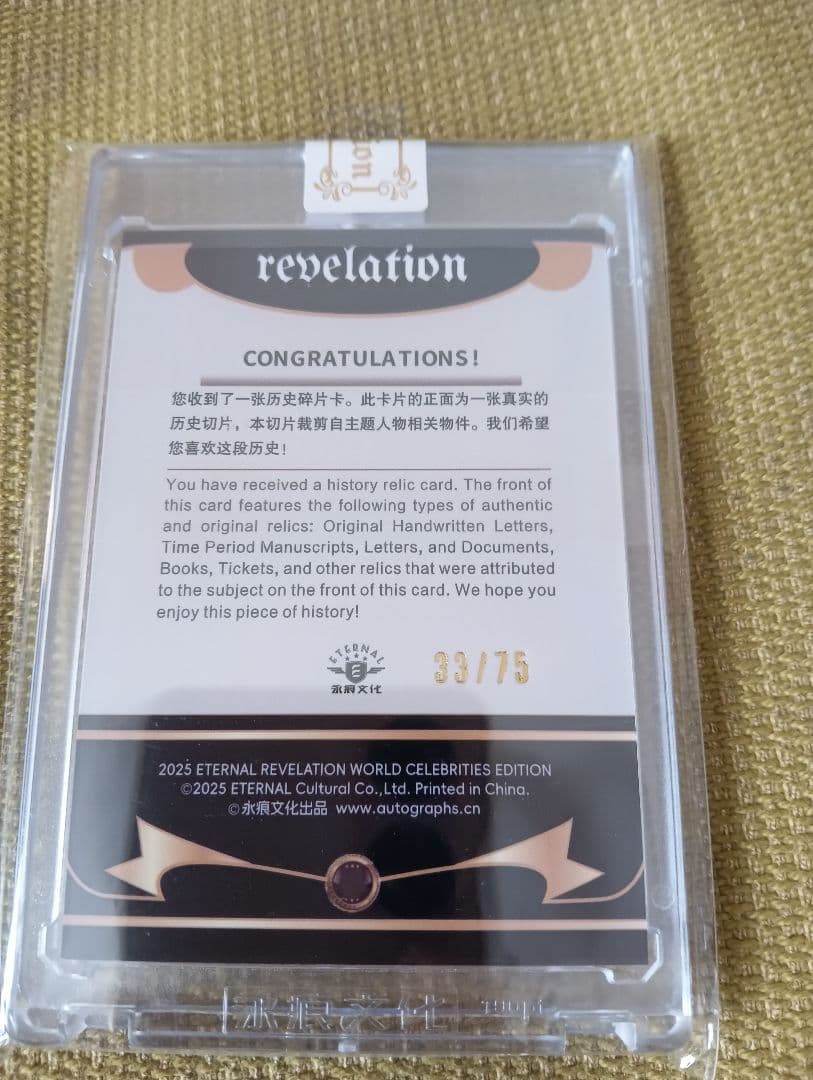 on
revelation
CONGRATULATIONS!
您收到了一张历史碎片卡。此卡片的正面为一张真实的
历史切片，本切片裁剪自主题人物相关物件。我们希望
您喜欢这段历史!
You have received a history relic card. The front of
this card features the following types of authentic
and original relics: Original Handwritten Letters,
Time Period Manuscripts, Letters, and Documents,
Books, Tickets, and other relics that were attributed
to the subject on the front of this card. We hope you
enjoy this piece of history!
ETERNAL
E
永痕文化
33/75
2025 ETERNAL REVELATION WORLD CELEBRITIES EDITION
©2025 ETERNAL Cultural Co.,Ltd. Printed in China.
©永痕文化出品 www.autographs.cn
永痕文化